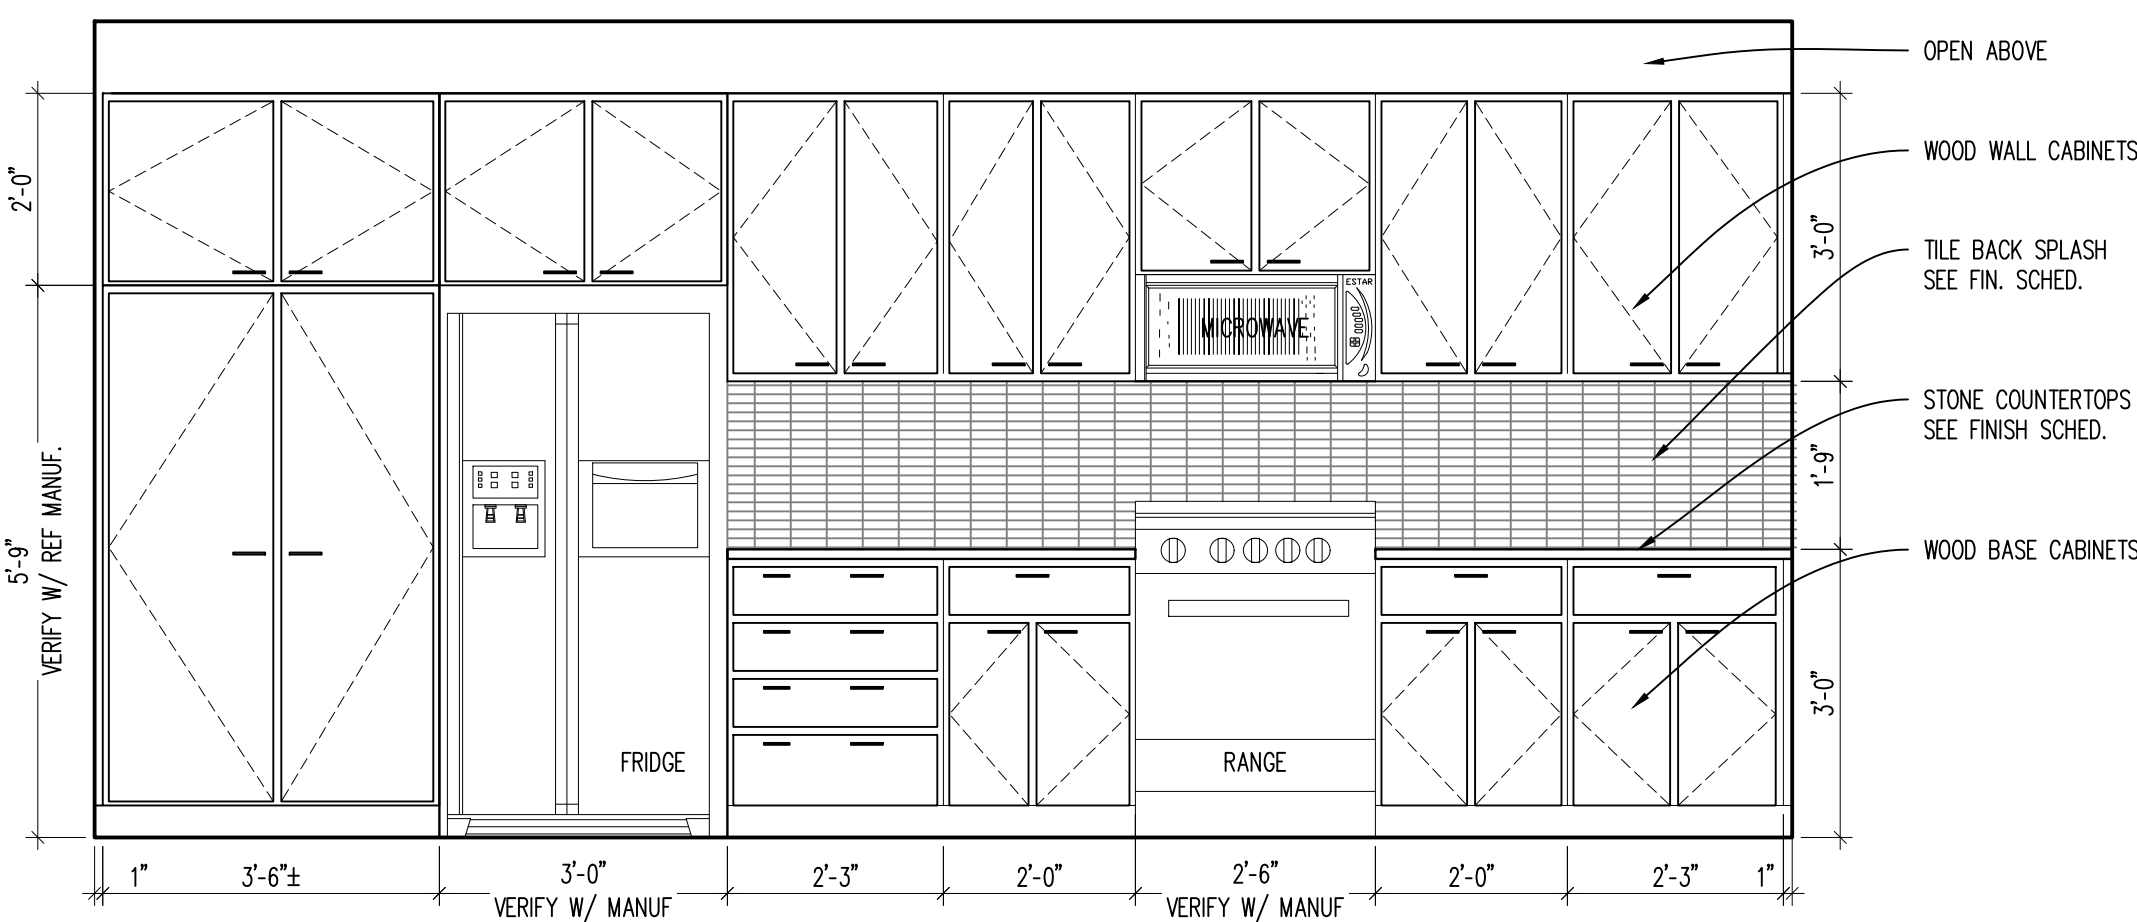 OPEN ABOVE
WOOD WALL CABINETS
TILE BACK SPLASH
SEE FIN. SCHED.
STONE COUNTERTOPS
SEE FINISH SCHED.
WOOD BASE CABINETS
2'-0"
5'-9"
VERIFY W/ REF MANUF.
ESTAR
MICROWAVE
FRIDGE
RANGE
3'-0"
1'-9"
3'-0"
1"
3'-6"±
3'-0"
VERIFY W/ MANUF
2'-3"
2'-0"
2'-6"
VERIFY W/ MANUF
2'-0"
2'-3"
1"